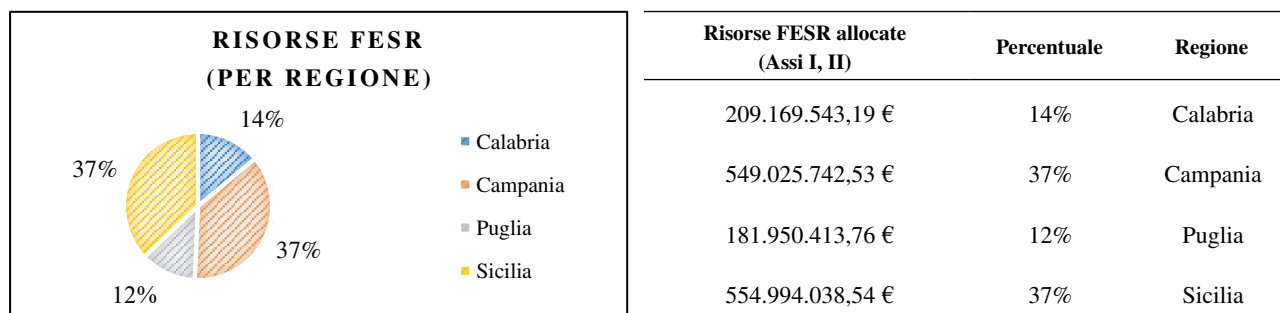 RISORSE FESR
(PER REGIONE)
14%
37%
12%
37%
Calabria
Campania
Puglia
Sicilia
Risorse FESR allocate
(Assi I, II)
Percentuale
Regione
209.169.543,19 €
14%
Calabria
549.025.742,53 €
37%
Campania
181.950.413,76 €
12%
Puglia
554.994.038,54 €
37%
Sicilia